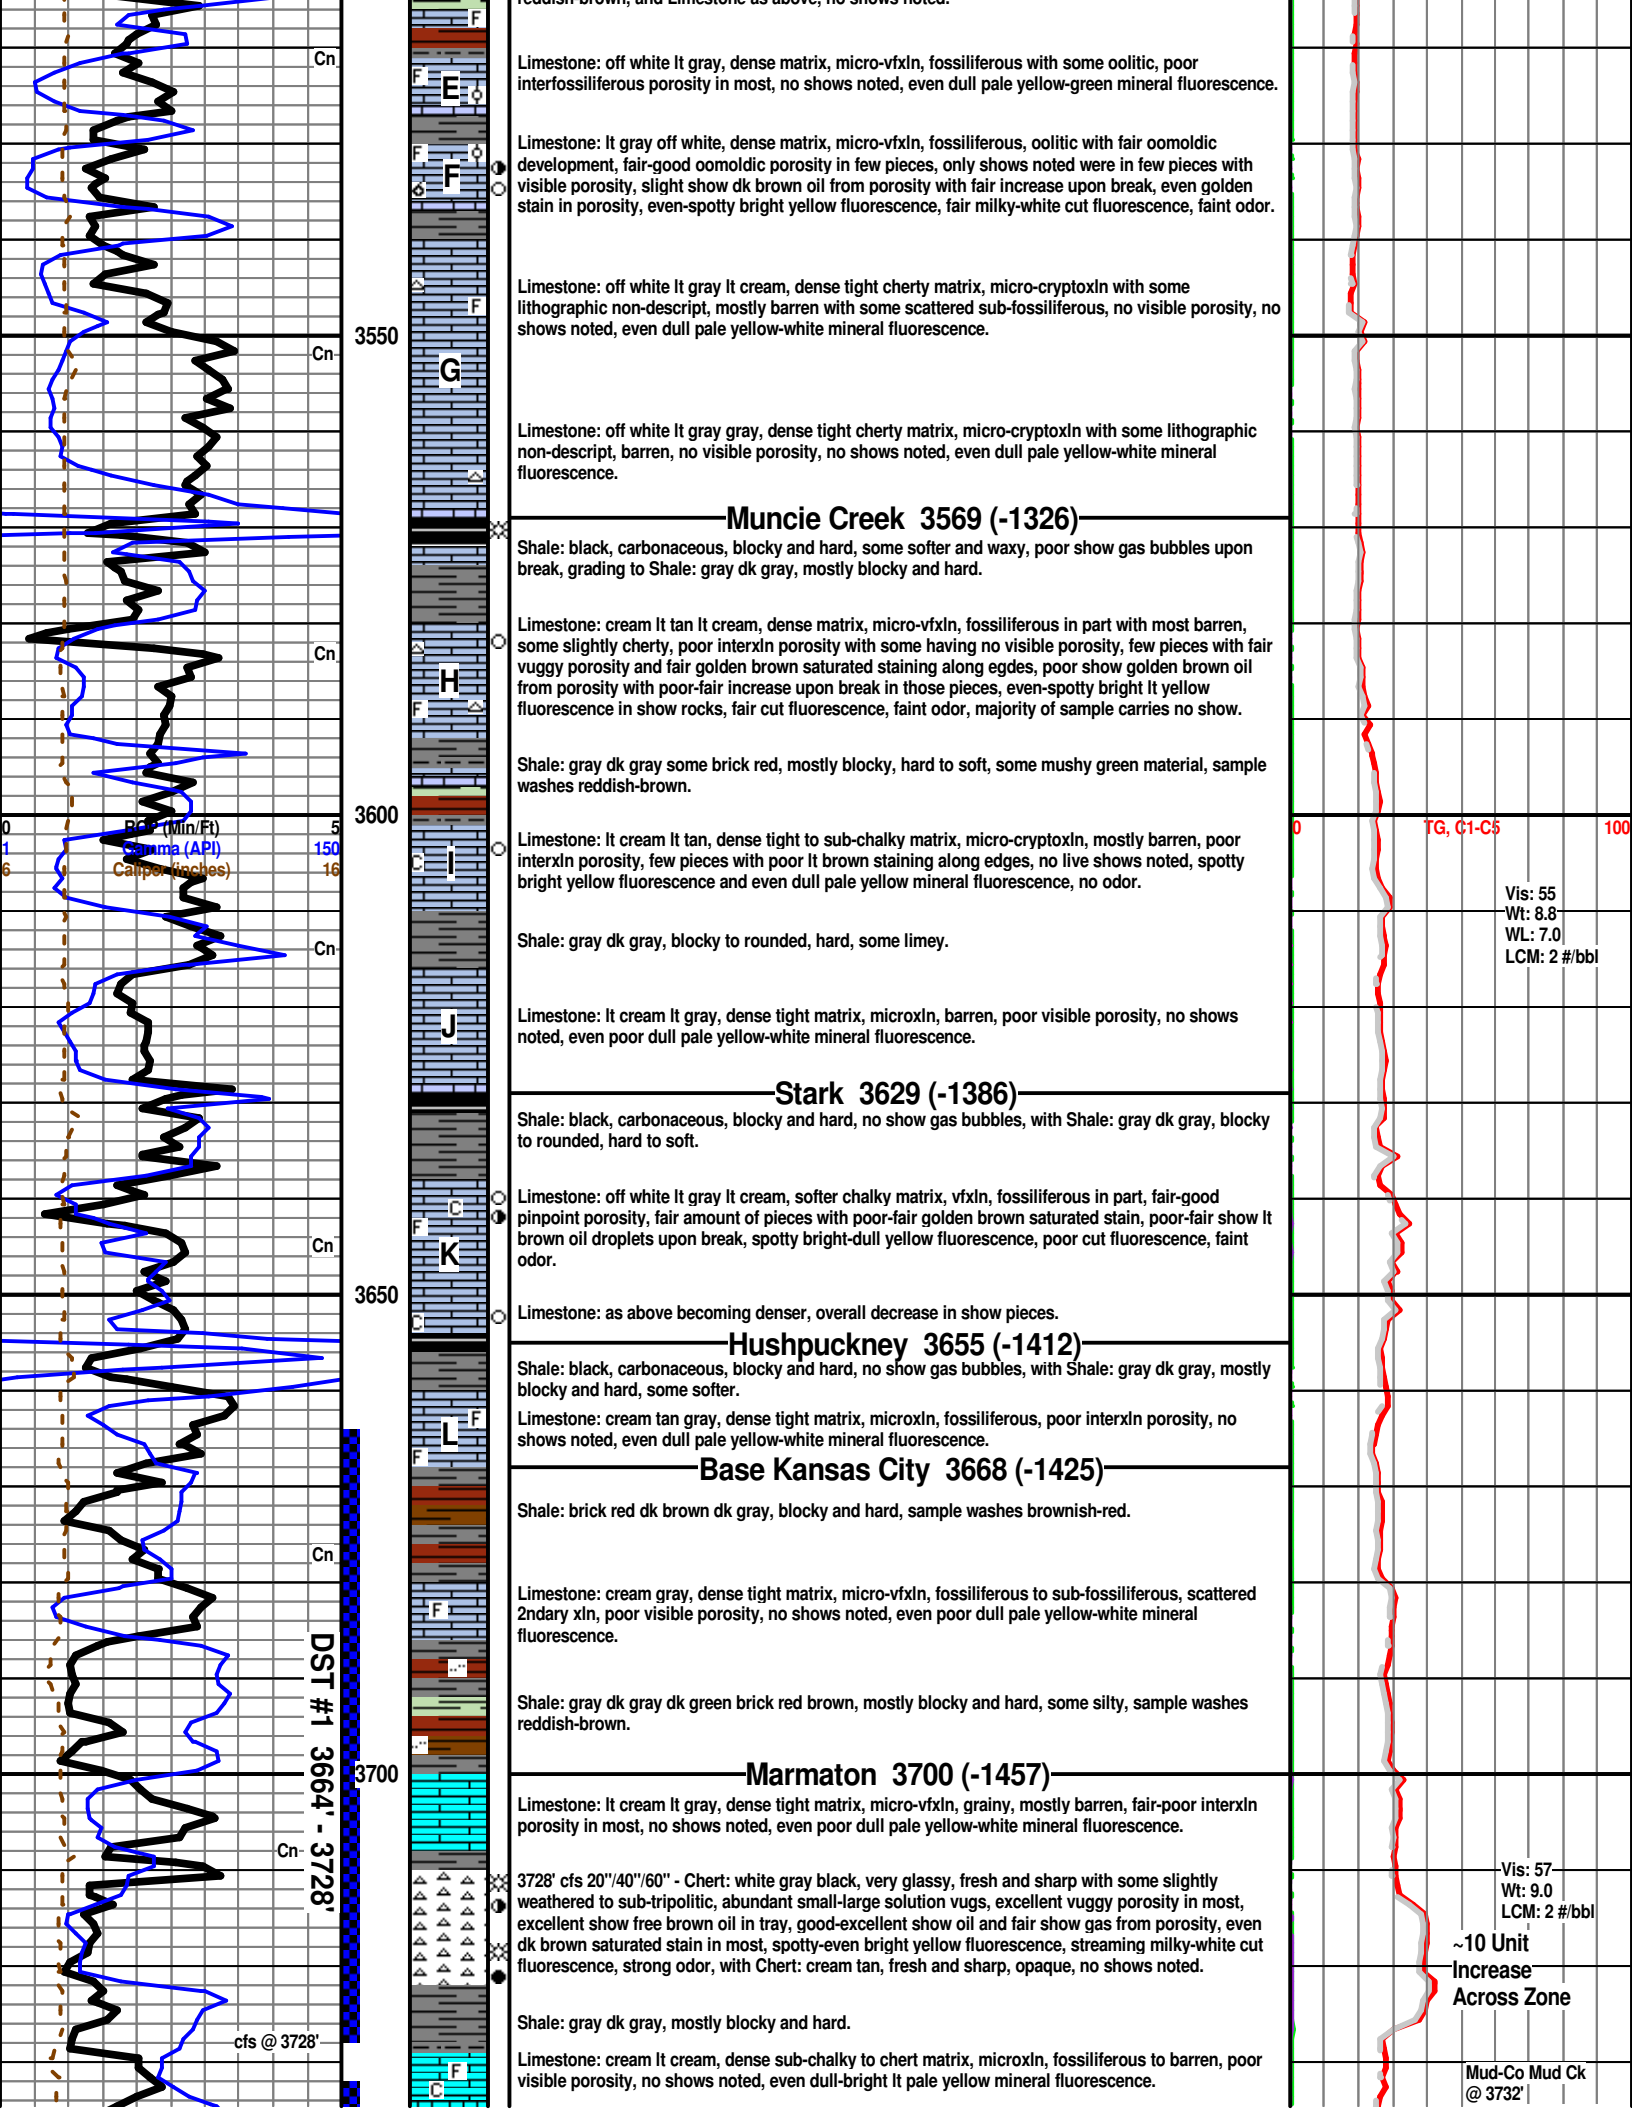 reddish-brown, and Limestone as above, no shows noted.
F
Cn
F
E
Limestone: off white lt gray, dense matrix, micro-vfxln, fossiliferous with some oolitic, poor
interfossiliferous porosity in most, no shows noted, even dull pale yellow-green mineral fluorescence.
F
F
Limestone: lt gray off white, dense matrix, micro-vfxln, fossiliferous, oolitic with fair oomoldic
development, fair-good oomoldic porosity in few pieces, only shows noted were in few pieces with
visible porosity, slight show dk brown oil from porosity with fair increase upon break, even golden
stain in porosity, even-spotty bright yellow fluorescence, fair milky-white cut fluorescence, faint odor.
F
Limestone: off white lt gray lt cream, dense tight cherty matrix, micro-cryptoxln with some
lithographic non-descript, mostly barren with some scattered sub-fossiliferous, no visible porosity, no
shows noted, even dull pale yellow-white mineral fluorescence.
3550
Cn
G
Limestone: off white lt gray gray, dense tight cherty matrix, micro-cryptoxln with some lithographic
non-descript, barren, no visible porosity, no shows noted, even dull pale yellow-white mineral
fluorescence.
Muncie Creek 3569 (-1326)
Shale: black, carbonaceous, blocky and hard, some softer and waxy, poor show gas bubbles upon
break, grading to Shale: gray dk gray, mostly blocky and hard.
Cn
H
F
Limestone: cream lt tan lt cream, dense matrix, micro-vfxln, fossiliferous in part with most barren,
some slightly cherty, poor interxln porosity with some having no visible porosity, few pieces with fair
vuggy porosity and fair golden brown saturated staining along egdes, poor show golden brown oil
from porosity with poor-fair increase upon break in those pieces, even-spotty bright lt yellow
fluorescence in show rocks, fair cut fluorescence, faint odor, majority of sample carries no show.
Shale: gray dk gray some brick red, mostly blocky, hard to soft, some mushy green material, sample
washes reddish-brown.
3600
0 ROP (Min/Ft) 5
1 Gamma (API) 150
6 Caliper (inches) 16
0 TG, C1-C5 100
C
I
Limestone: lt cream lt tan, dense tight to sub-chalky matrix, micro-cryptoxln, mostly barren, poor
interxln porosity, few pieces with poor lt brown staining along edges, no live shows noted, spotty
bright yellow fluorescence and even dull pale yellow mineral fluorescence, no odor.
Vis: 55
Wt: 8.8
WL: 7.0
LCM: 2 #/bbl
Cn
Shale: gray dk gray, blocky to rounded, hard, some limey.
J
Limestone: lt cream lt gray, dense tight matrix, microxln, barren, poor visible porosity, no shows
noted, even poor dull pale yellow-white mineral fluorescence.
Stark 3629 (-1386)
Shale: black, carbonaceous, blocky and hard, no show gas bubbles, with Shale: gray dk gray, blocky
to rounded, hard to soft.
C
F
K
Cn
Limestone: off white lt gray lt cream, softer chalky matrix, vfxln, fossiliferous in part, fair-good
pinpoint porosity, fair amount of pieces with poor-fair golden brown saturated stain, poor-fair show lt
brown oil droplets upon break, spotty bright-dull yellow fluorescence, poor cut fluorescence, faint
odor.
3650
C
Limestone: as above becoming denser, overall decrease in show pieces.
Hushpuckney 3655 (-1412)
Shale: black, carbonaceous, blocky and hard, no show gas bubbles, with Shale: gray dk gray, mostly
blocky and hard, some softer.
F
L
F
Limestone: cream tan gray, dense tight matrix, microxln, fossiliferous, poor interxln porosity, no
shows noted, even dull pale yellow-white mineral fluorescence.
Base Kansas City 3668 (-1425)
Shale: brick red dk brown dk gray, blocky and hard, sample washes brownish-red.
Cn
F
Limestone: cream gray, dense tight matrix, micro-vfxln, fossiliferous to sub-fossiliferous, scattered
2ndary xln, poor visible porosity, no shows noted, even poor dull pale yellow-white mineral
fluorescence.
DST #1 3664' - 3728'
Shale: gray dk gray dk green brick red brown, mostly blocky and hard, some silty, sample washes
reddish-brown.
3700
Marmaton 3700 (-1457)
Limestone: lt cream lt gray, dense tight matrix, micro-vfxln, grainy, mostly barren, fair-poor interxln
porosity in most, no shows noted, even poor dull pale yellow-white mineral fluorescence.
Cn
3728' cfs 20"/40"/60" - Chert: white gray black, very glassy, fresh and sharp with some slightly
weathered to sub-tripolitic, abundant small-large solution vugs, excellent vuggy porosity in most,
excellent show free brown oil in tray, good-excellent show oil and fair show gas from porosity, even
dk brown saturated stain in most, spotty-even bright yellow fluorescence, streaming milky-white cut
fluorescence, strong odor, with Chert: cream tan, fresh and sharp, opaque, no shows noted.
Vis: 57
Wt: 9.0
LCM: 2 #/bbl
~10 Unit
Increase
Across Zone
Shale: gray dk gray, mostly blocky and hard.
cfs @ 3728'
F
C
Limestone: cream lt cream, dense sub-chalky to chert matrix, microxln, fossiliferous to barren, poor
visible porosity, no shows noted, even dull-bright lt pale yellow mineral fluorescence.
Mud-Co Mud Ck
@ 3732'